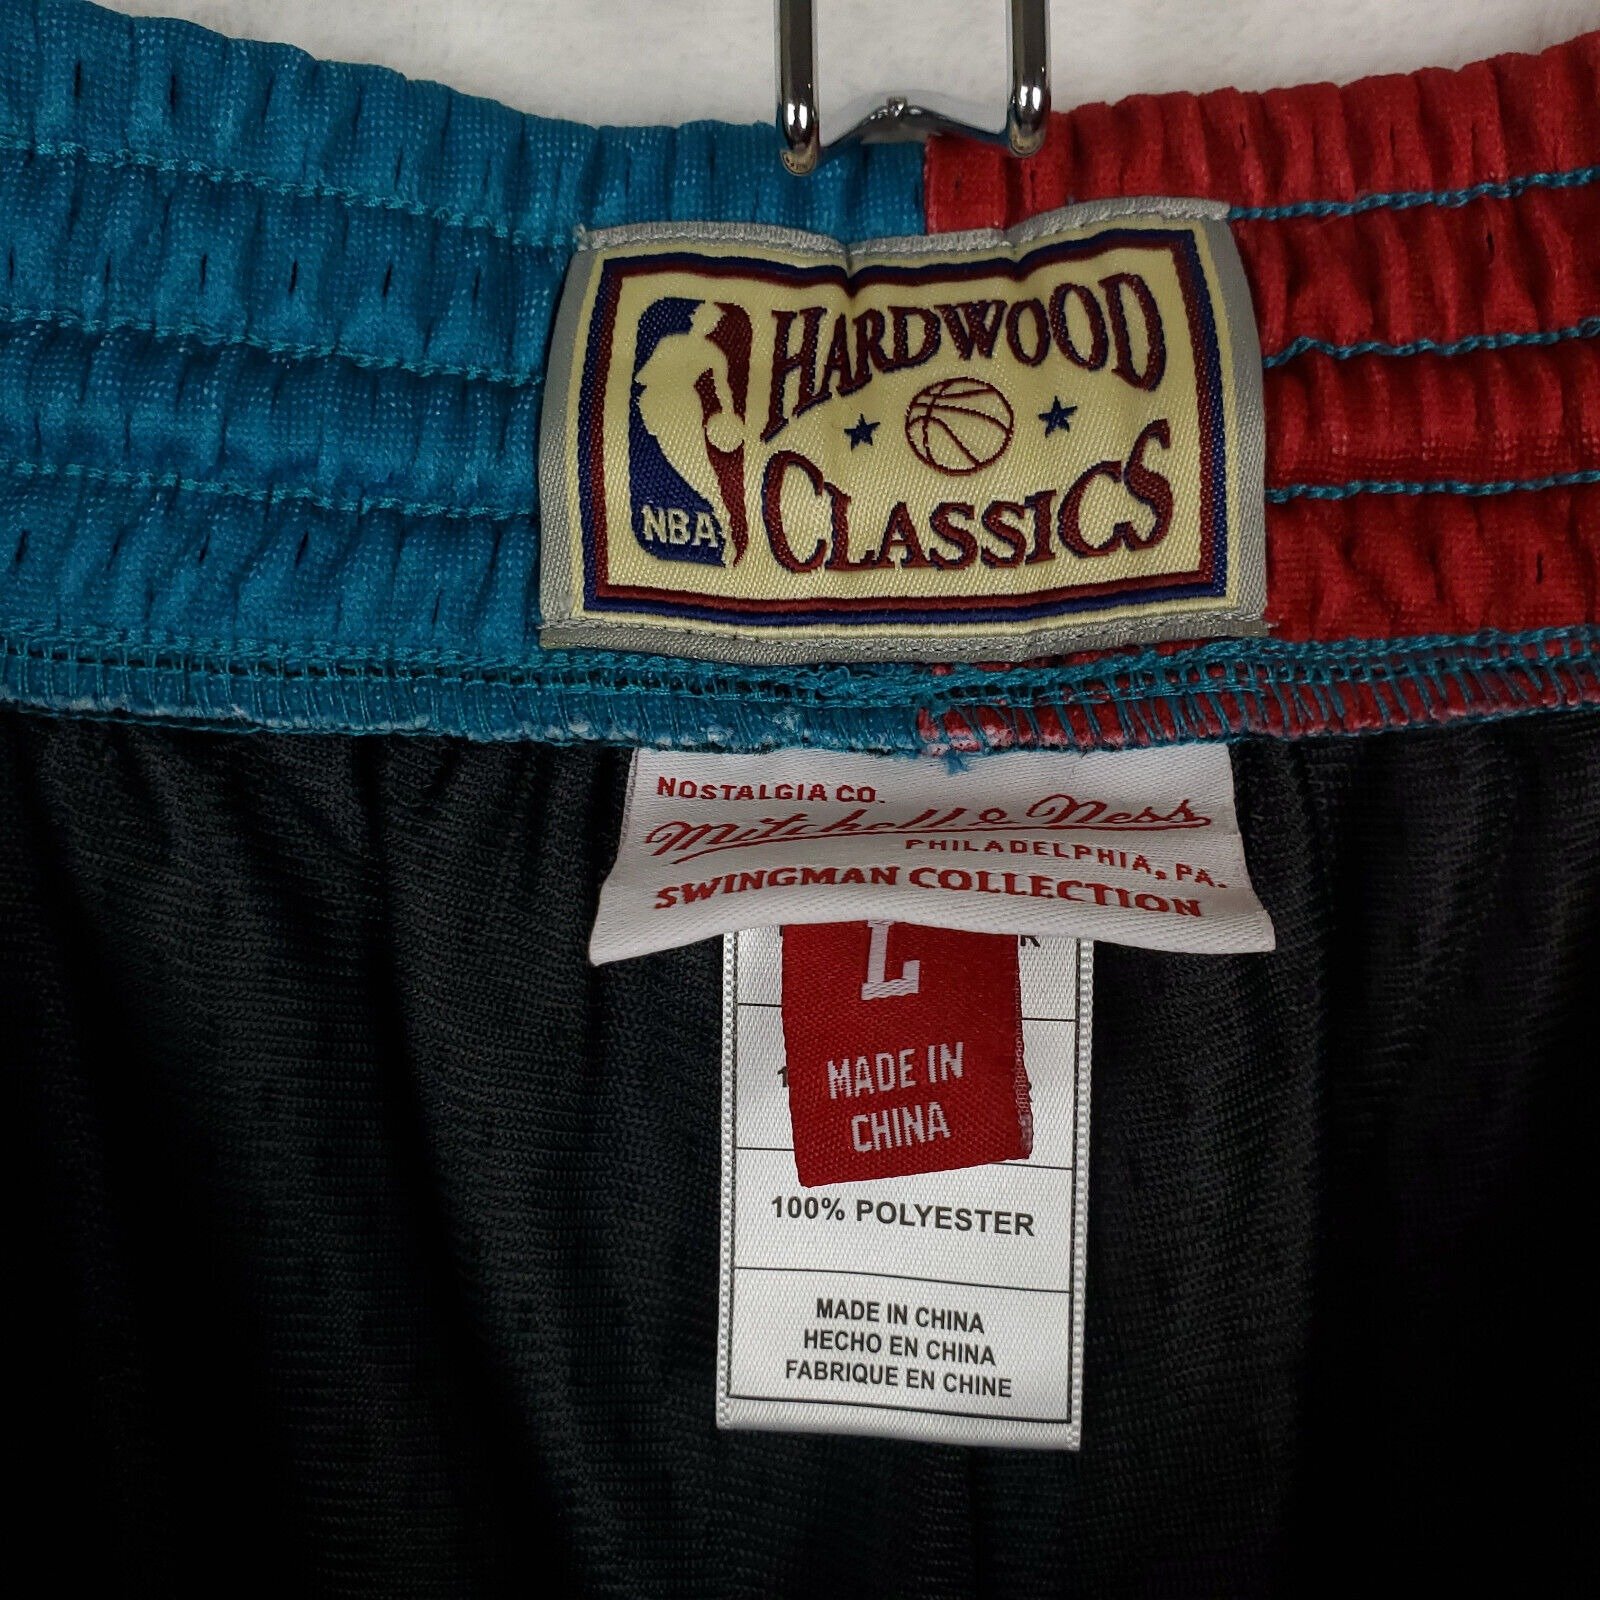 HARDWOOD
CLASSICS
NBA
NOSTALGIA CO.
Mitchell & Ness
PHILADELPHIA, PA.
SWINGMAN COLLECTION
L
MADE IN
CHINA
100% POLYESTER
MADE IN CHINA
HECHO EN CHINA
FABRIQUE EN CHINE